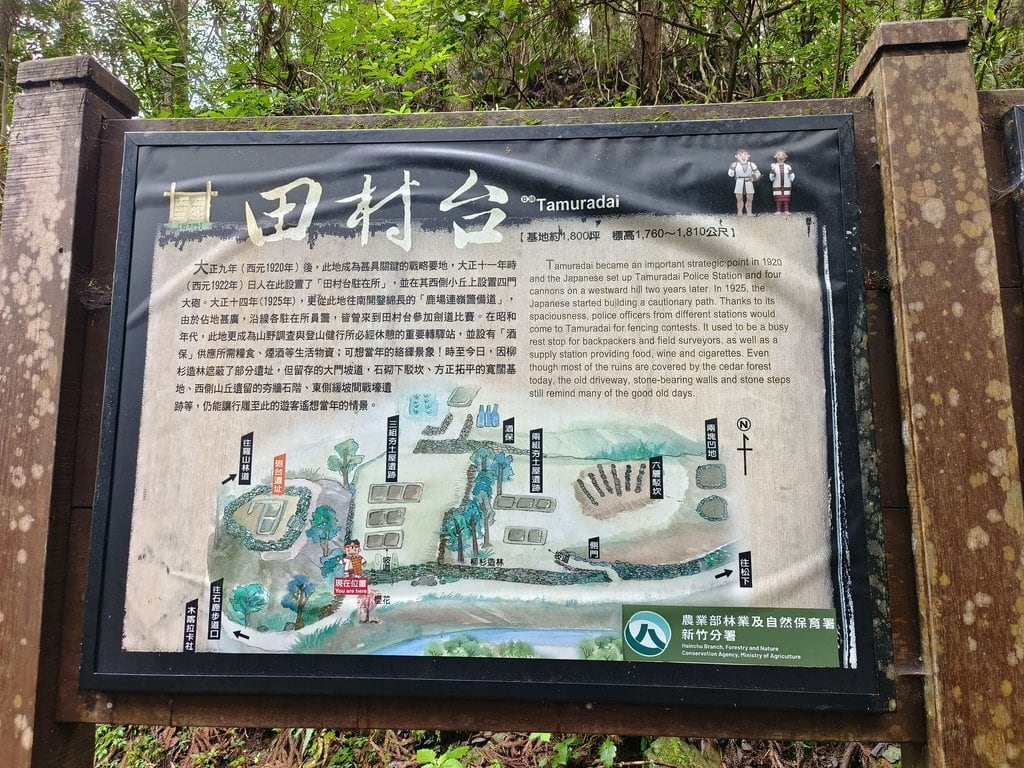 田村台
Tamuradai
【基地約1,800坪　標高1,760～1,810公尺】
大正九年（西元1920年）後，此地成為甚具關鍵的戰略要地，大正十一年時
（西元1922年）日人在此設置了「田村台駐在所」，並在其西側小丘上設置四門
大砲。大正十四年（1925年），更從此地往南開鑿綿長的「鹿場連嶺警備道」，
由於佔地甚廣，沿線各駐在所員警，皆曾來到田村台參加劍道比賽。在昭和
年代，此地更成為山野調查與登山健行所必經休憩的重要轉驛站，並設有「酒
保」供應所需糧食、煙酒等生活物資；可想當年的絡繹景象！時至今日，因柳
杉造林遮蔽了部分遺址，但留存的大門坡道，石砌下駁坎、方正拓平的寬闊基
地、西側山丘遺留的夯牆石階、東側緩坡間戰壕遺
跡等，仍能讓行履至此的遊客遙想當年的情景。
Tamuradai became an important strategic point in 1920
and the Japanese set up Tamuradai Police Station and four
cannons on a westward hill two years later. In 1925, the
Japanese started building a cautionary path. Thanks to its
spaciousness, police officers from different stations would
come to Tamuradai for fencing contests. It used to be a busy
rest stop for backpackers and field surveyors, as well as a
supply station providing food, wine and cigarettes. Even
though most of the ruins are covered by the cedar forest
today, the old driveway, stone-bearing walls and stone steps
still remind many of the good old days.
往羅山林道
砲台遺址
三組夯土屋遺跡
酒保
兩組夯土屋遺跡
六層駁坎
兩塊凹地
N
側門
往松下
柳杉造林
現在位置
You are here
櫻花
往石鹿步道口
木喀拉卡社
農業部林業及自然保育署
新竹分署
Hsinchu Branch, Forestry and Nature
Conservation Agency, Ministry of Agriculture